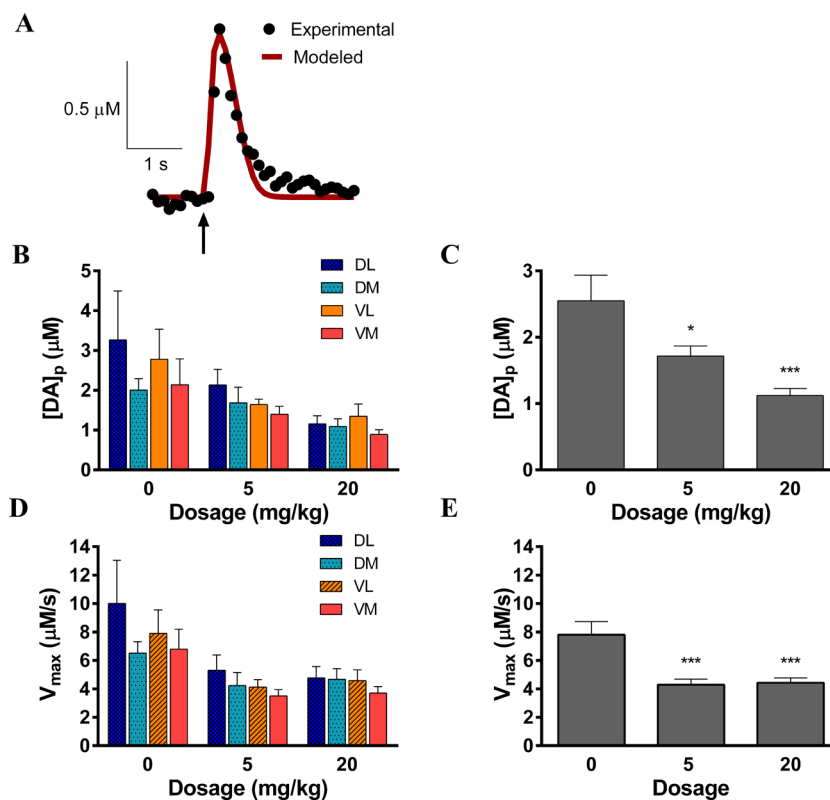 A
Experimental
Modeled
0.5 µM
1 s
B
DL
DM
VL
VM
[DA]p (µM)
5
4
3
2
1
0
0 5 20
Dosage (mg/kg)
C
[DA]p (µM)
3
2
1
0
*
***
0 5 20
Dosage (mg/kg)
D
DL
DM
VL
VM
Vmax (µM/s)
14
12
10
8
6
4
2
0
0 5 20
Dosage (mg/kg)
E
Vmax (µM/s)
14
12
10
8
6
4
2
0
***
***
0 5 20
Dosage